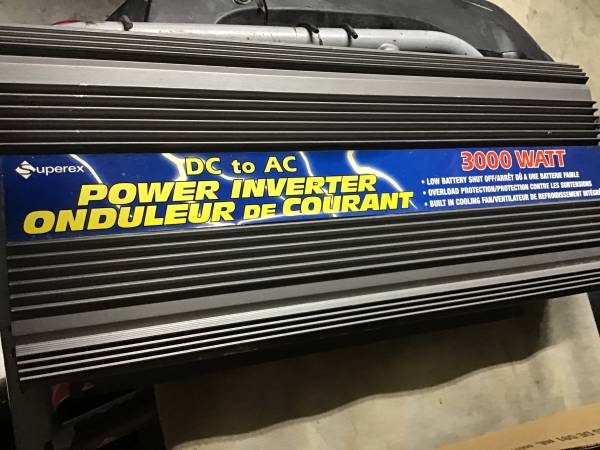 Superex
DC to AC
POWER INVERTER
ONDULEUR DE COURANT
3000 WATT
• LOW BATTERY SHUT OFF/ARRÊT DÛ A UNE BATTERIE FAIBLE
• OVERLOAD PROTECTION/PROTECTION CONTRE LES SURTENSIONS
• BUILT IN COOLING FAN/VENTILATEUR DE REFROIDISSEMENT INTÉGRÉ